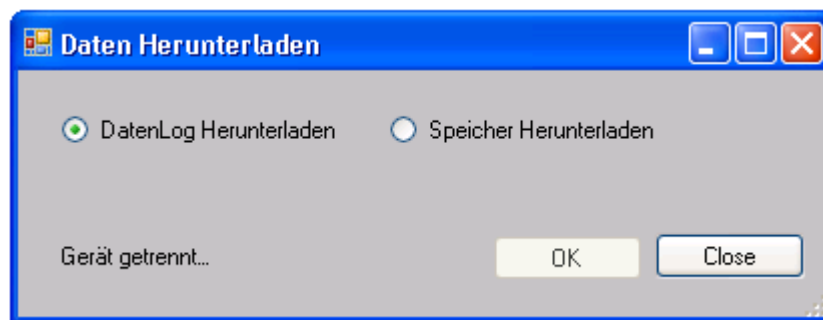 Daten Herunterladen
DatenLog Herunterladen Speicher Herunterladen
Gerät getrennt... OK Close